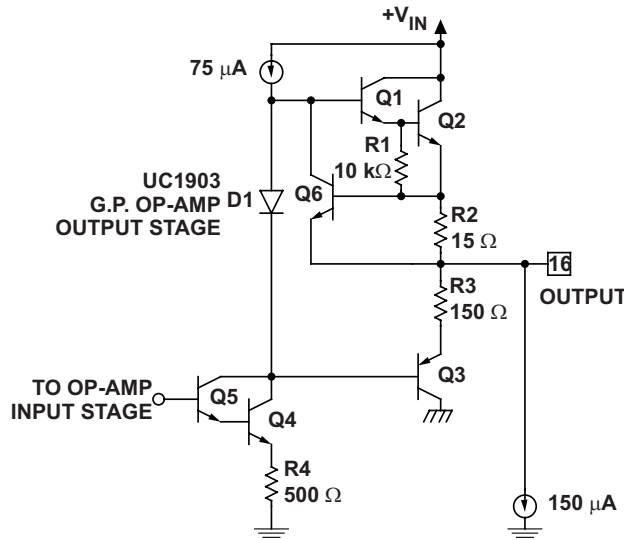 +VIN
75 μA
Q1
Q2
R1
10 kΩ
UC1903
G.P. OP-AMP
OUTPUT STAGE
D1
Q6
R2
15 Ω
16
OUTPUT
R3
150 Ω
TO OP-AMP
INPUT STAGE
Q5
Q4
Q3
R4
500 Ω
150 μA